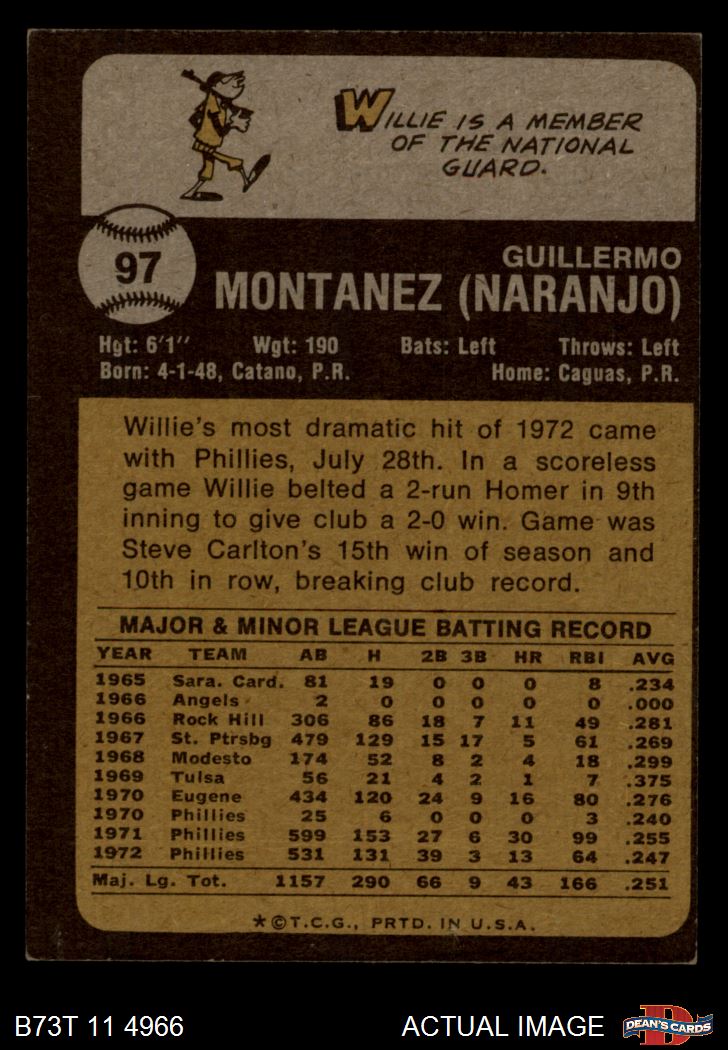 WILLIE IS A MEMBER
OF THE NATIONAL
GUARD.
97
GUILLERMO
MONTANEZ (NARANJO)
Hgt: 6'1" Wgt: 190 Bats: Left Throws: Left
Born: 4-1-48, Catano, P.R. Home: Caguas, P.R.
Willie's most dramatic hit of 1972 came
with Phillies, July 28th. In a scoreless
game Willie belted a 2-run Homer in 9th
inning to give club a 2-0 win. Game was
Steve Carlton's 15th win of season and
10th in row, breaking club record.
MAJOR & MINOR LEAGUE BATTING RECORD
YEAR TEAM AB H 2B 3B HR RBI AVG
1965 Sara. Card. 81 19 0 0 0 8 .234
1966 Angels 2 0 0 0 0 0 .000
1966 Rock Hill 306 86 18 7 11 49 .281
1967 St. Ptrsbg 479 129 15 17 5 61 .269
1968 Modesto 174 52 8 2 4 18 .299
1969 Tulsa 56 21 4 2 1 7 .375
1970 Eugene 434 120 24 9 16 80 .276
1970 Phillies 25 6 0 0 0 3 .240
1971 Phillies 599 153 27 6 30 99 .255
1972 Phillies 531 131 39 3 13 64 .247
Maj. Lg. Tot. 1157 290 66 9 43 166 .251
*©T.C.G., PRTD. IN U.S.A.
B73T 11 4966 ACTUAL IMAGE
D
DEAN'S CARDS